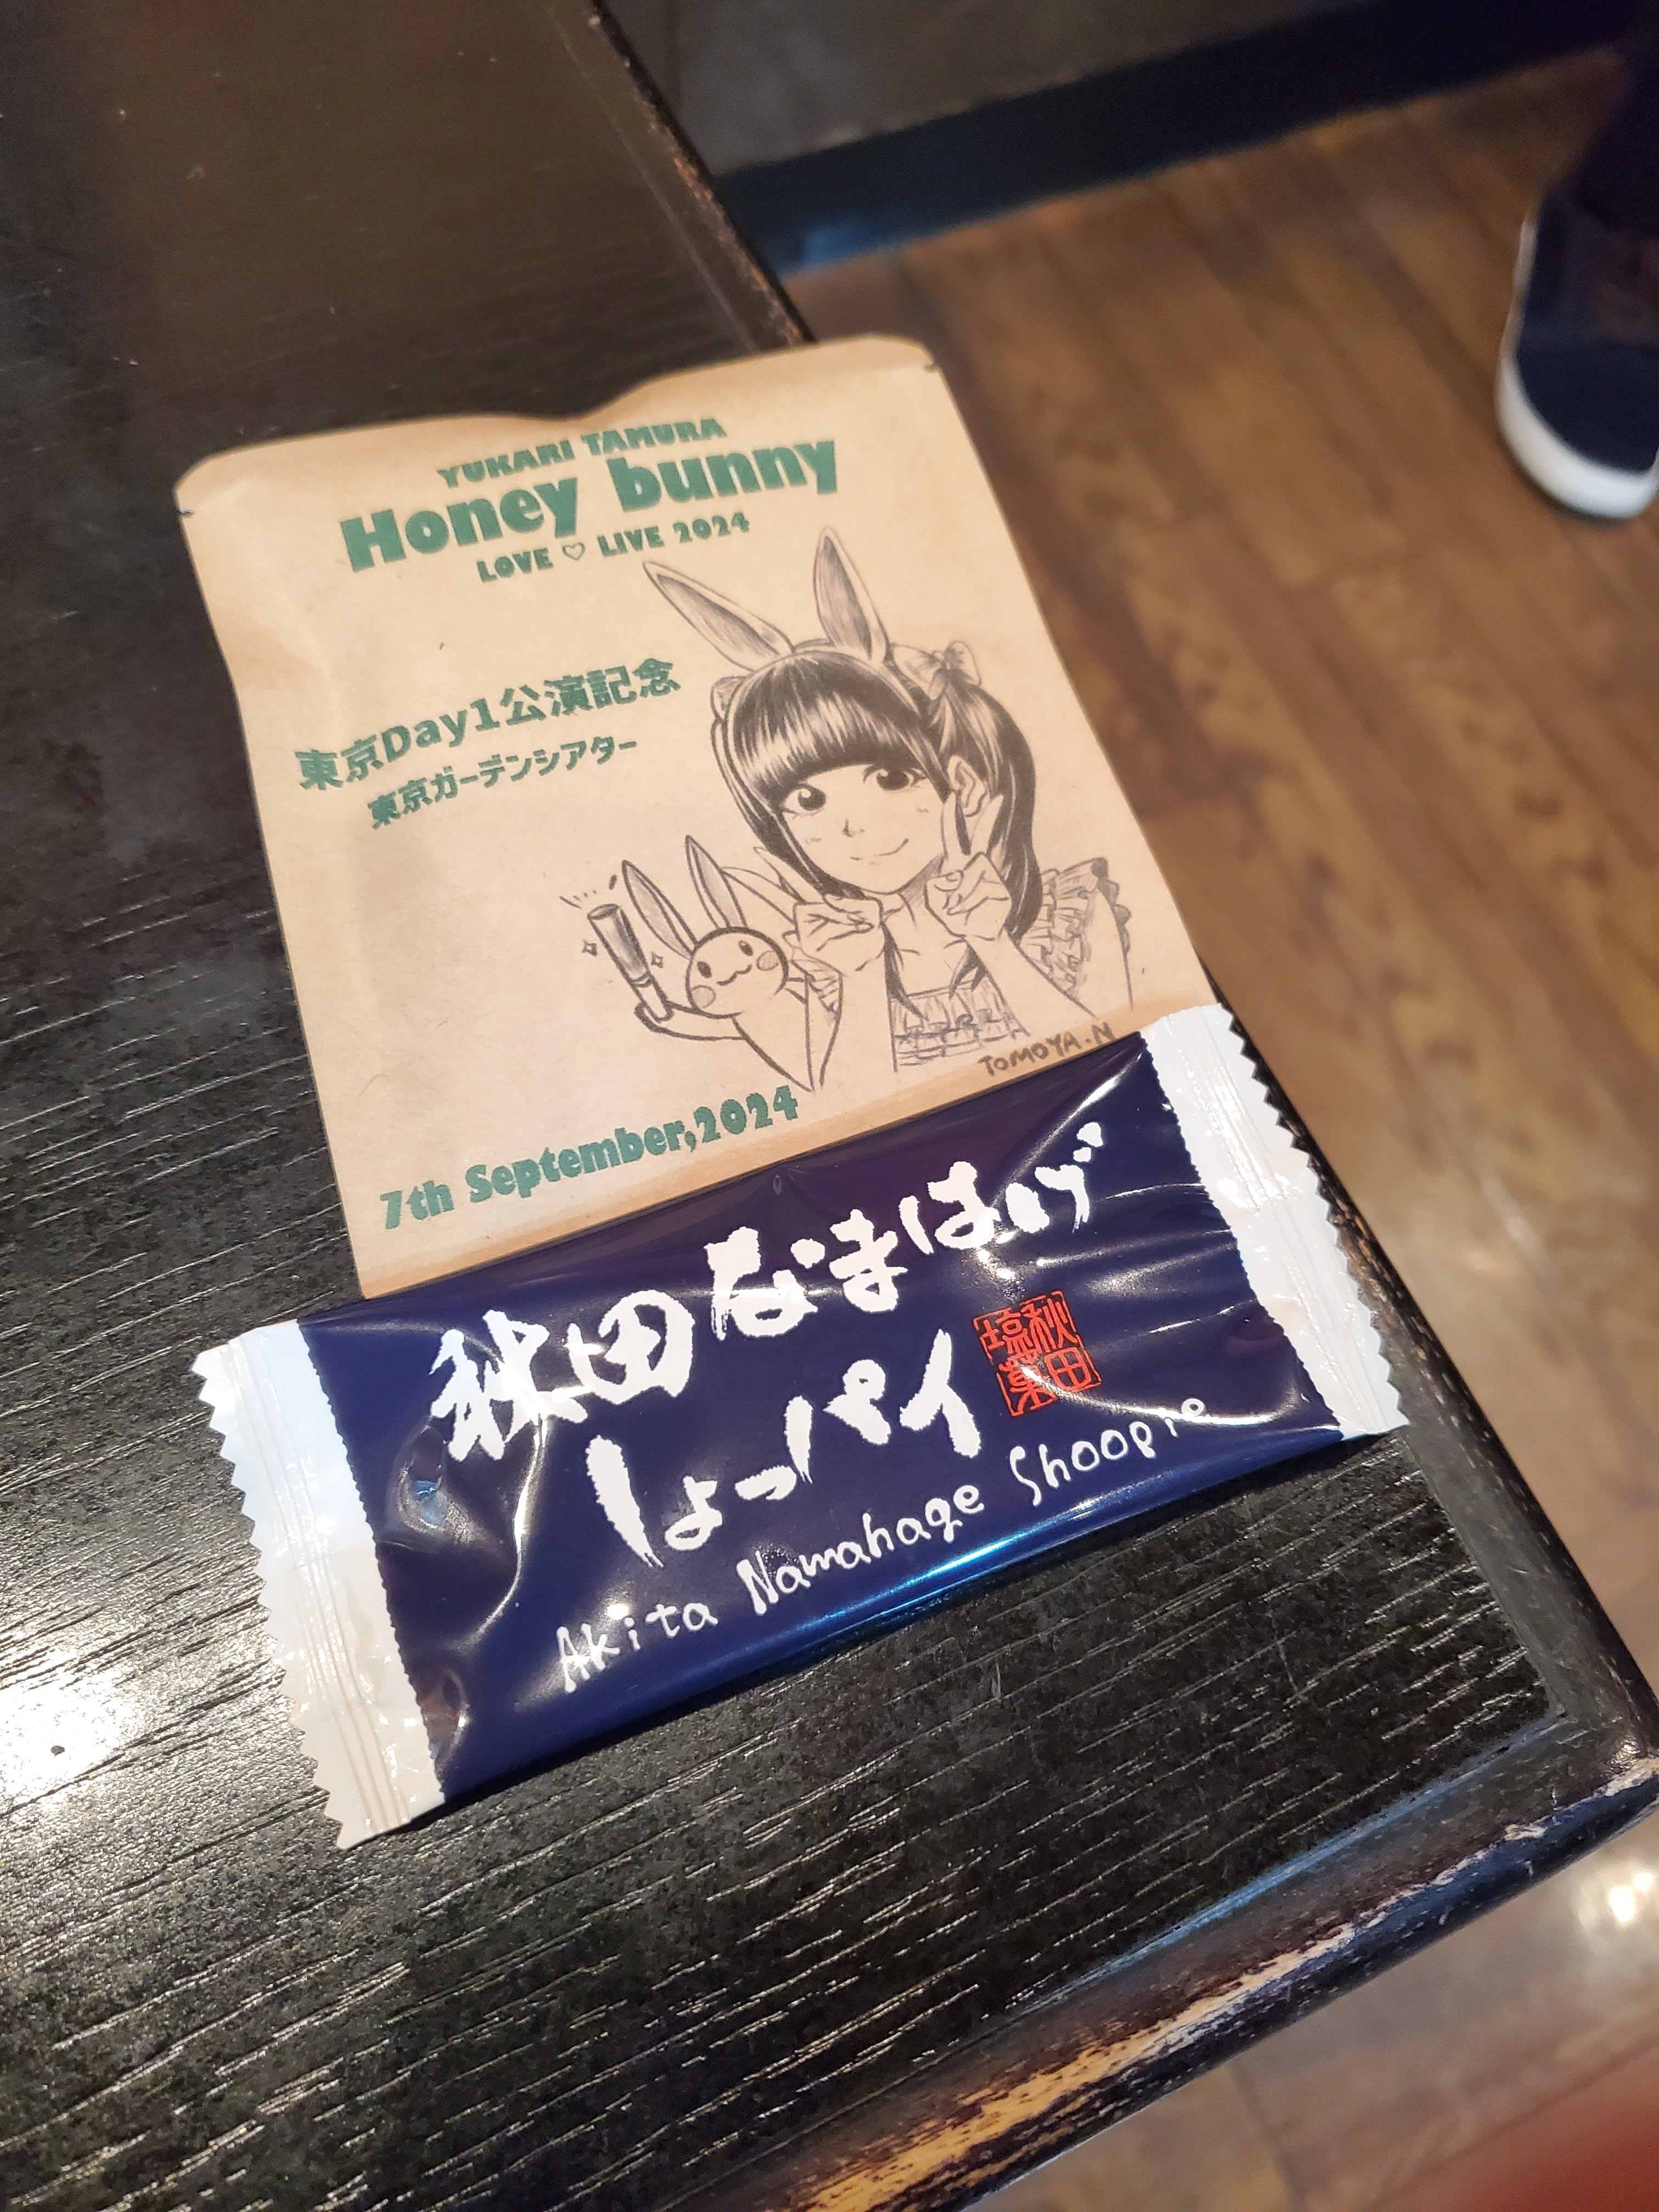 YUKARI TAMURA
Honey bunny
LOVE ♡ LIVE 2024
東京Day1公演記念
東京ガーデンシアター
TOMOYA.N
7th September,2024
秋田なまはげ
しょっパイ
秋田
塩菓
Akita Namahage Shoopie